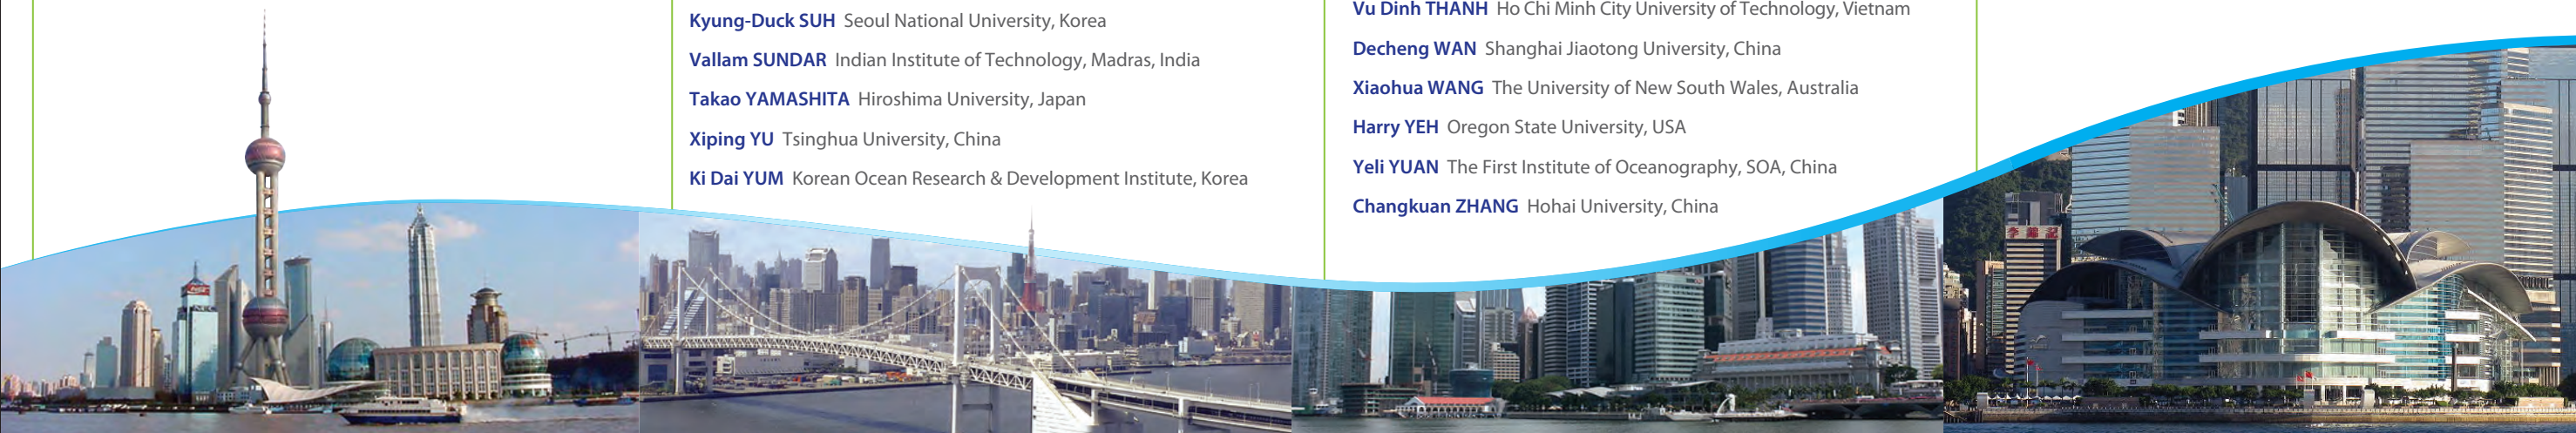 Kyung-Duck SUH Seoul National University, Korea
Vallam SUNDAR Indian Institute of Technology, Madras, India
Takao YAMASHITA Hiroshima University, Japan
Xiping YU Tsinghua University, China
Ki Dai YUM Korean Ocean Research & Development Institute, Korea
Vu Dinh THANH Ho Chi Minh City University of Technology, Vietnam
Decheng WAN Shanghai Jiaotong University, China
Xiaohua WANG The University of New South Wales, Australia
Harry YEH Oregon State University, USA
Yeli YUAN The First Institute of Oceanography, SOA, China
Changkuan ZHANG Hohai University, China
李錦記